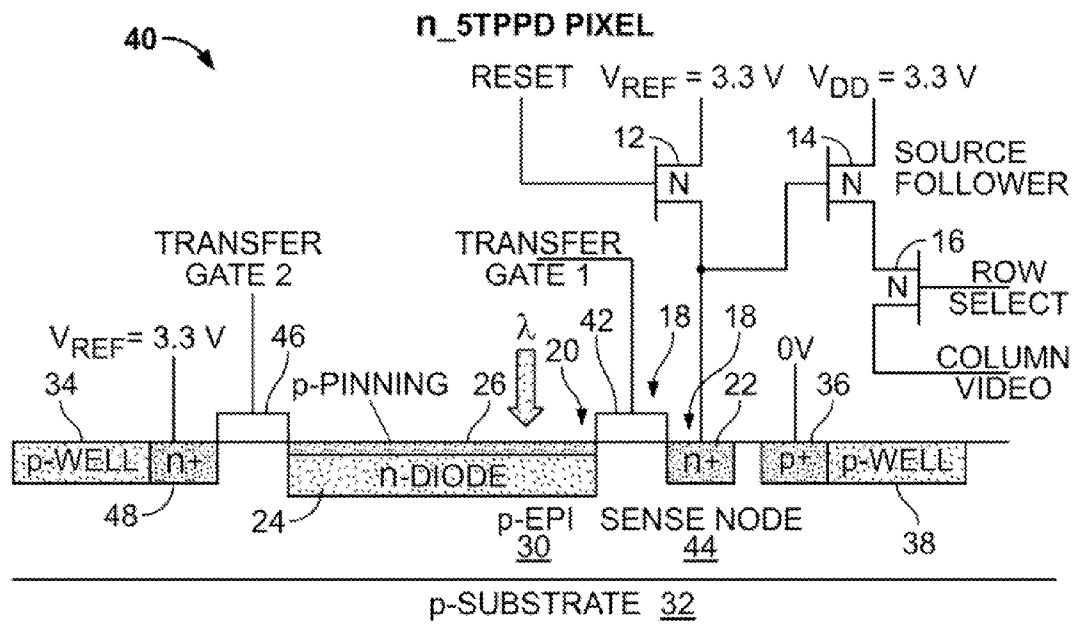 n_5TPPD PIXEL
40
RESET
V_REF = 3.3 V
V_DD = 3.3 V
12
14
SOURCE
FOLLOWER
N
N
TRANSFER
GATE 2
TRANSFER
GATE 1
16
N
ROW
SELECT
V_REF = 3.3 V
46
λ
20
42
18
18
0V
COLUMN
VIDEO
34
p-PINNING
26
22
36
p-WELL
n+
n-DIODE
n+
p+
p-WELL
48
24
p-EPI
30
SENSE NODE
44
38
p-SUBSTRATE 32